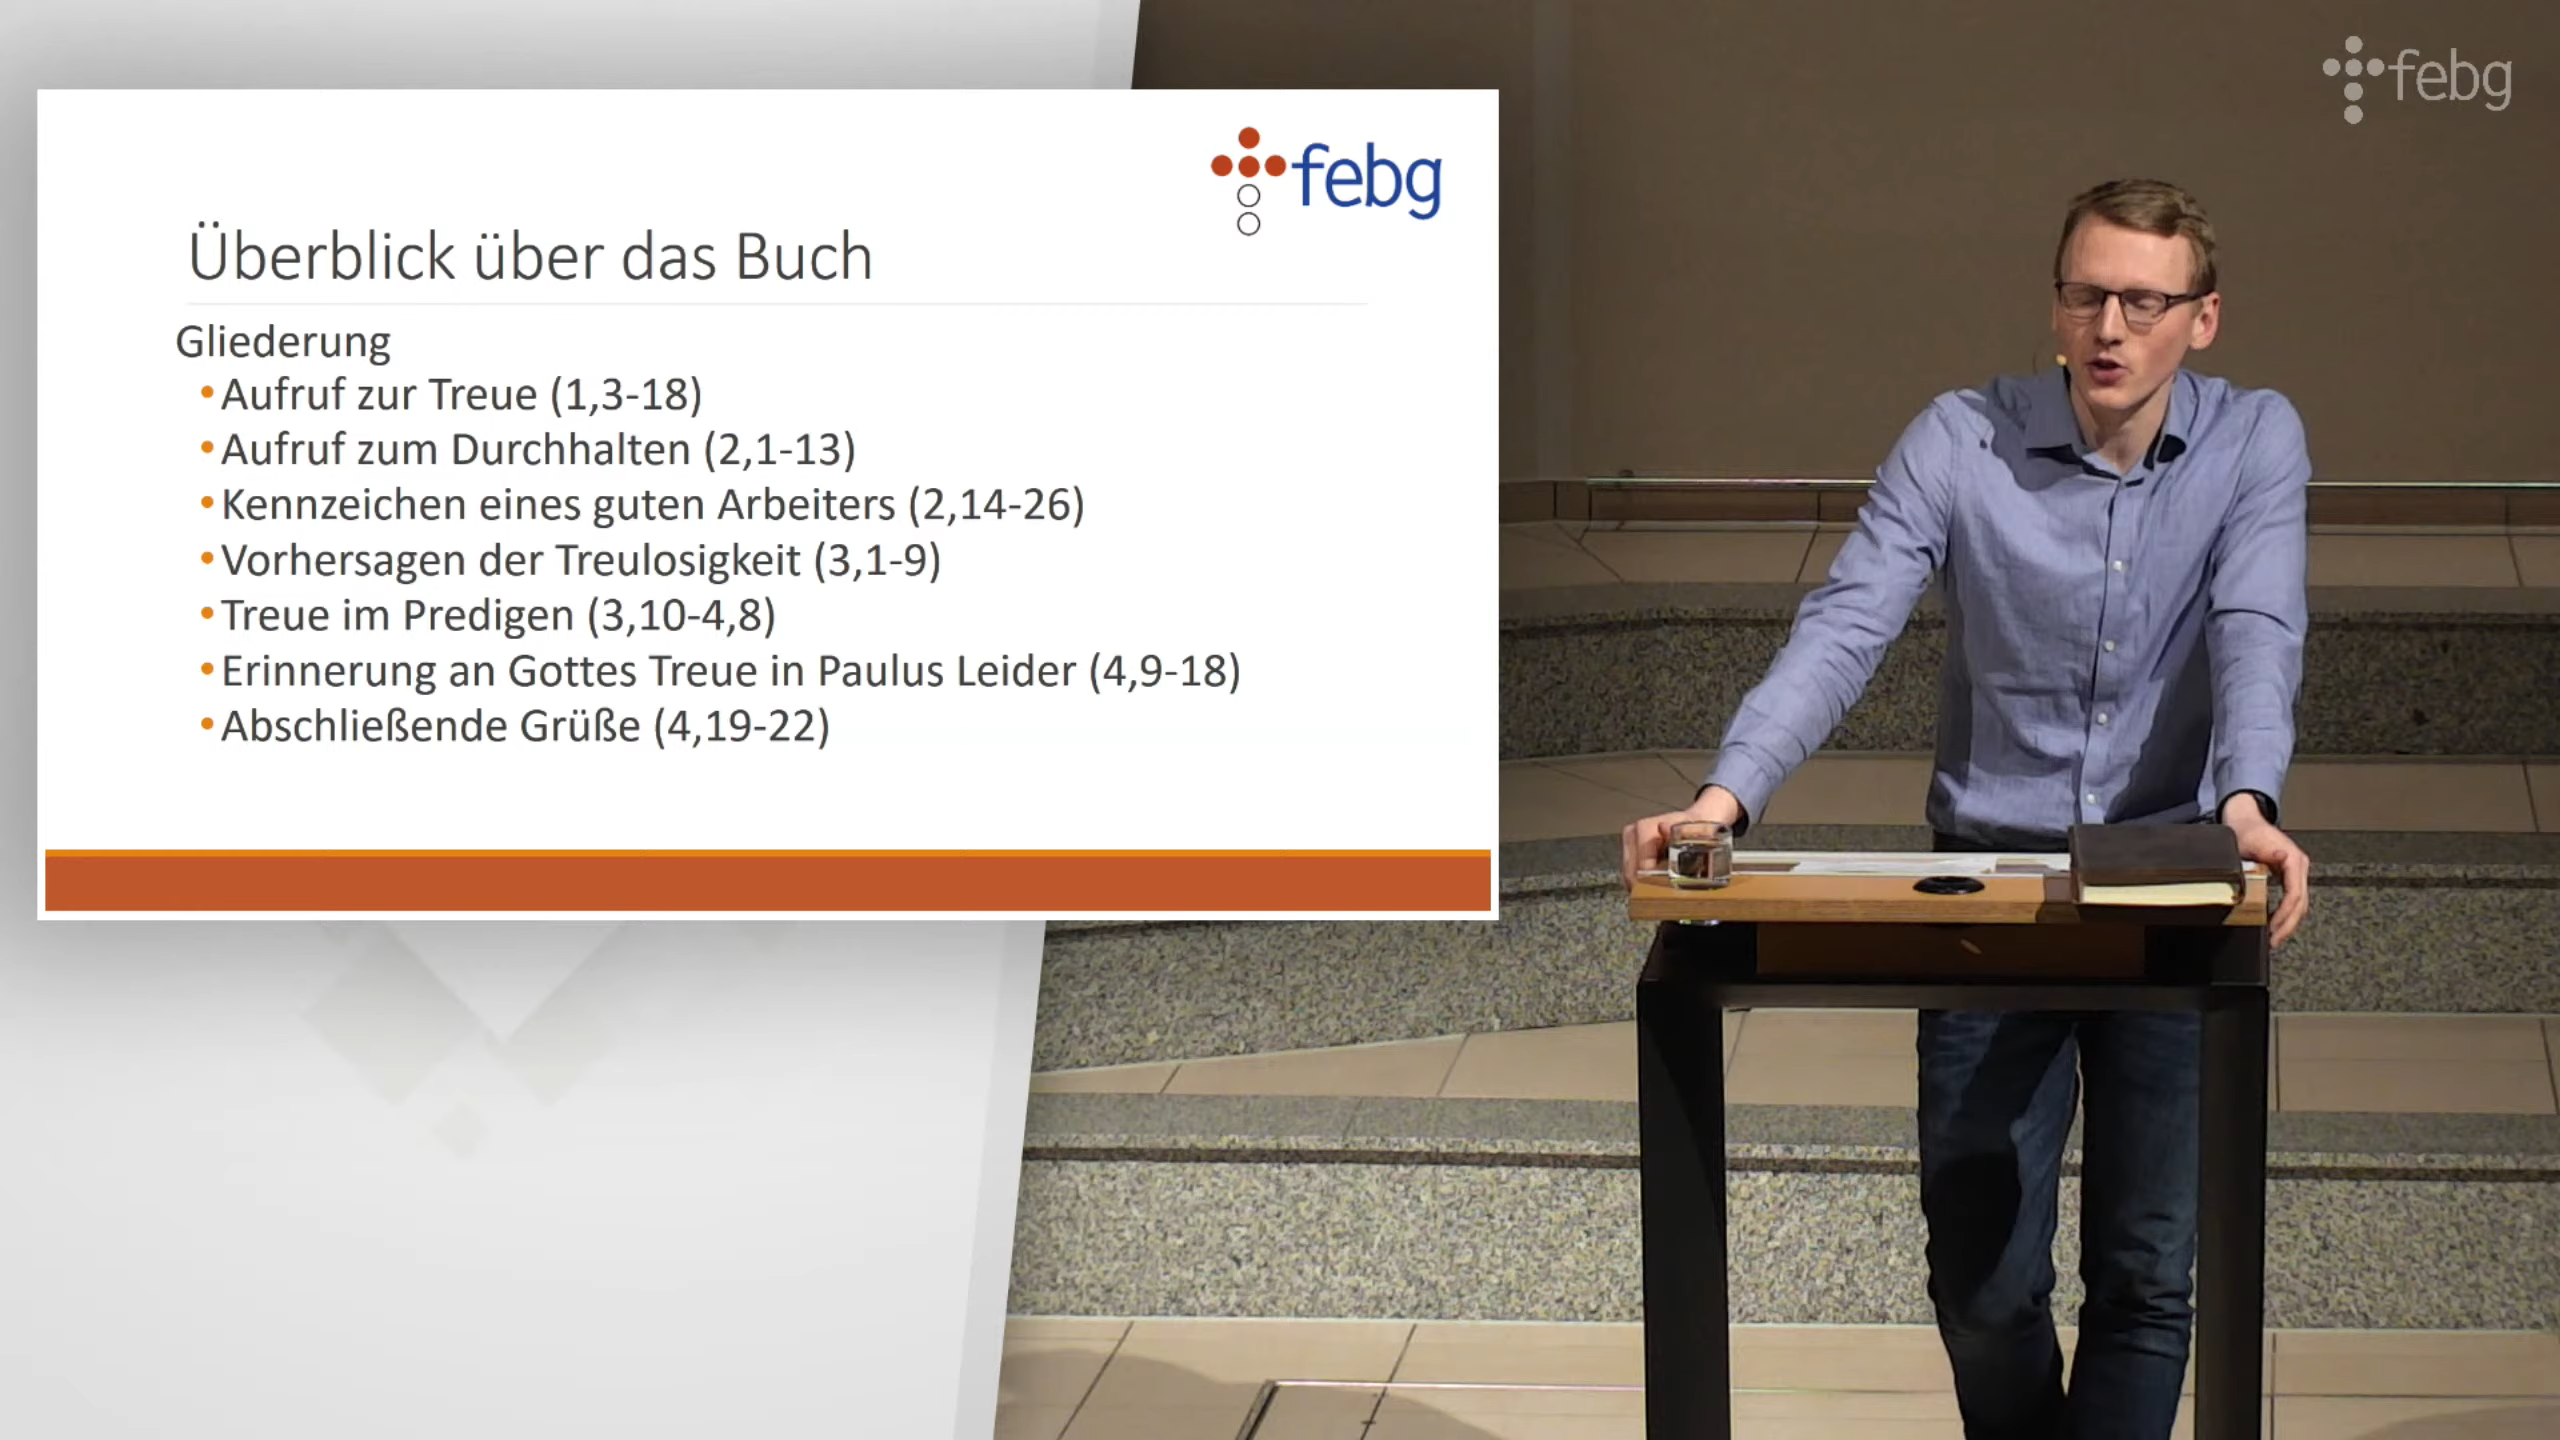 febg
febg
Überblick über das Buch
Gliederung
•Aufruf zur Treue (1,3-18)
•Aufruf zum Durchhalten (2,1-13)
•Kennzeichen eines guten Arbeiters (2,14-26)
•Vorhersagen der Treulosigkeit (3,1-9)
•Treue im Predigen (3,10-4,8)
•Erinnerung an Gottes Treue in Paulus Leider (4,9-18)
•Abschließende Grüße (4,19-22)